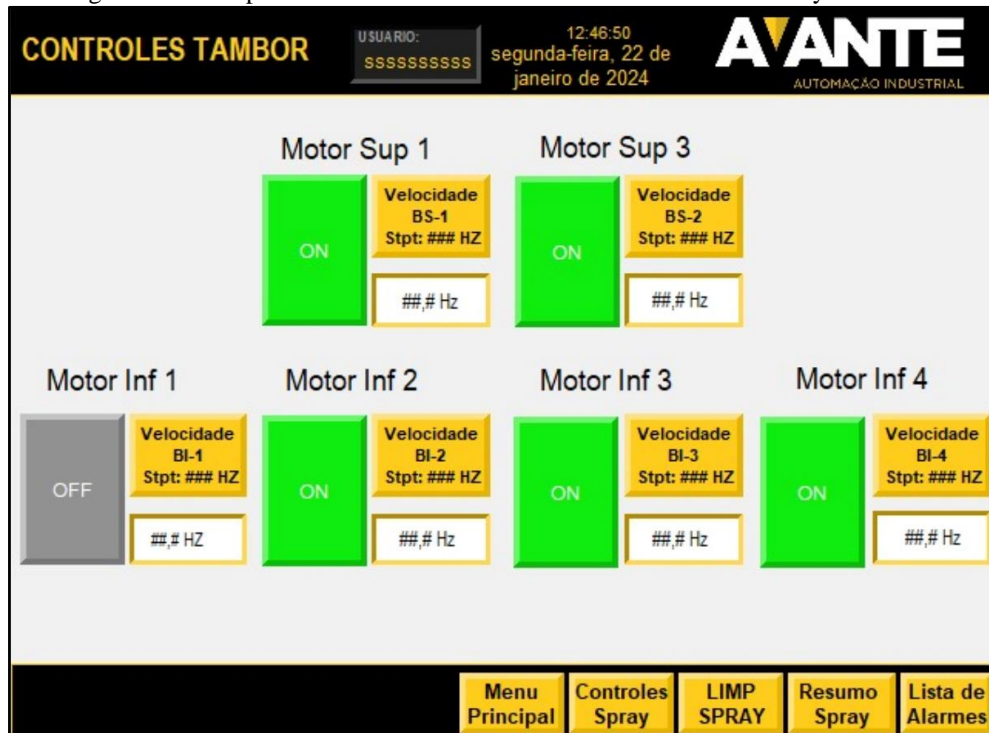 CONTROLES TAMBOR
USUARIO:
SSSSSSSSSS
12:46:50
segunda-feira, 22 de
janeiro de 2024
AVANTE
AUTOMAÇÃO INDUSTRIAL
Motor Sup 1
ON
Velocidade
BS-1
Stpt: ### HZ
##,# Hz
Motor Sup 3
ON
Velocidade
BS-2
Stpt: ### HZ
##,# Hz
Motor Inf 1
OFF
Velocidade
BI-1
Stpt: ### HZ
##,# HZ
Motor Inf 2
ON
Velocidade
BI-2
Stpt: ### HZ
##,# Hz
Motor Inf 3
ON
Velocidade
BI-3
Stpt: ### HZ
##,# Hz
Motor Inf 4
ON
Velocidade
BI-4
Stpt: ### HZ
##,# Hz
Menu
Principal
Controles
Spray
LIMP
SPRAY
Resumo
Spray
Lista de
Alarmes